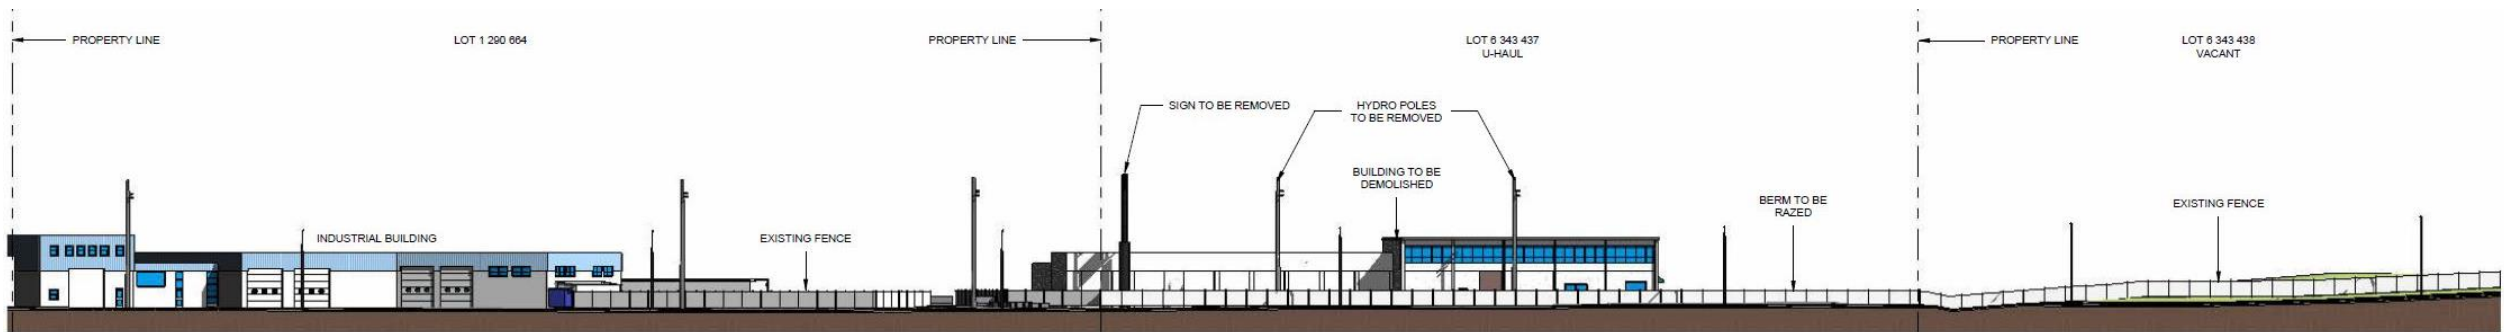 PROPERTY LINE
LOT 1 290 664
PROPERTY LINE
LOT 6 343 437
U-HAUL
PROPERTY LINE
LOT 6 343 438
VACANT
SIGN TO BE REMOVED
HYDRO POLES
TO BE REMOVED
BUILDING TO BE
DEMOLISHED
BERM TO BE
RAZED
EXISTING FENCE
INDUSTRIAL BUILDING
EXISTING FENCE